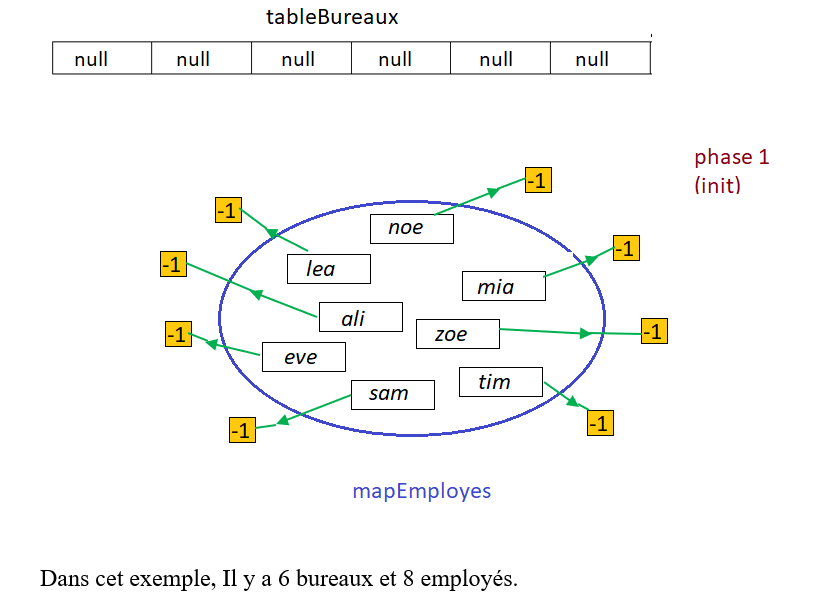 tableBureaux
null null null null null null
phase 1
(init)
-1
-1
noe
-1
lea
-1
mia
ali
zoe
-1
-1
eve
tim
sam
-1
-1
mapEmployes
Dans cet exemple, Il y a 6 bureaux et 8 employés.